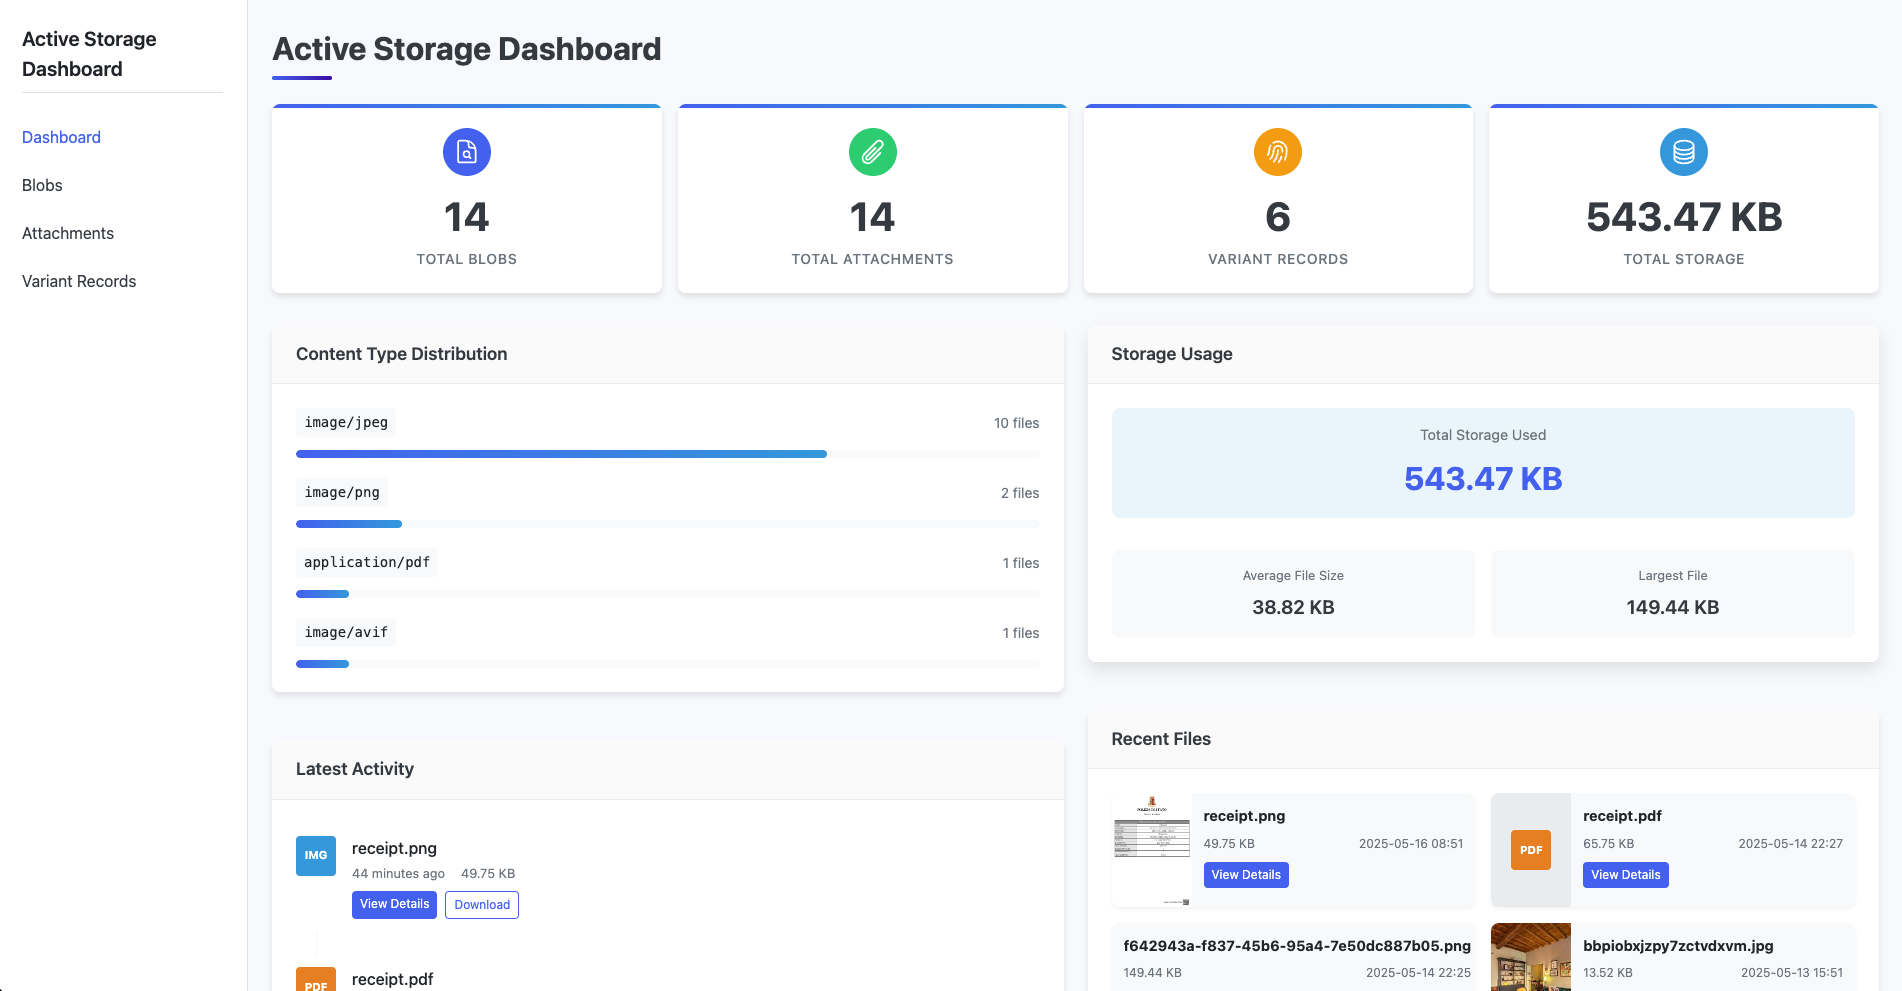 Active Storage
Dashboard
Dashboard
Blobs
Attachments
Variant Records
Active Storage Dashboard
14
TOTAL BLOBS
14
TOTAL ATTACHMENTS
6
VARIANT RECORDS
543.47 KB
TOTAL STORAGE
Content Type Distribution
image/jpeg
10 files
image/png
2 files
application/pdf
1 files
image/avif
1 files
Storage Usage
Total Storage Used
543.47 KB
Average File Size
38.82 KB
Largest File
149.44 KB
Latest Activity
IMG
receipt.png
44 minutes ago 49.75 KB
View Details Download
PDF
receipt.pdf
Recent Files
POLIZIA DI STATO
receipt.png
49.75 KB 2025-05-16 08:51
View Details
PDF
receipt.pdf
65.75 KB 2025-05-14 22:27
View Details
f642943a-f837-45b6-95a4-7e50dc887b05.png
149.44 KB 2025-05-14 22:25
bbpiobxjzpy7zctvdxvm.jpg
13.52 KB 2025-05-13 15:51